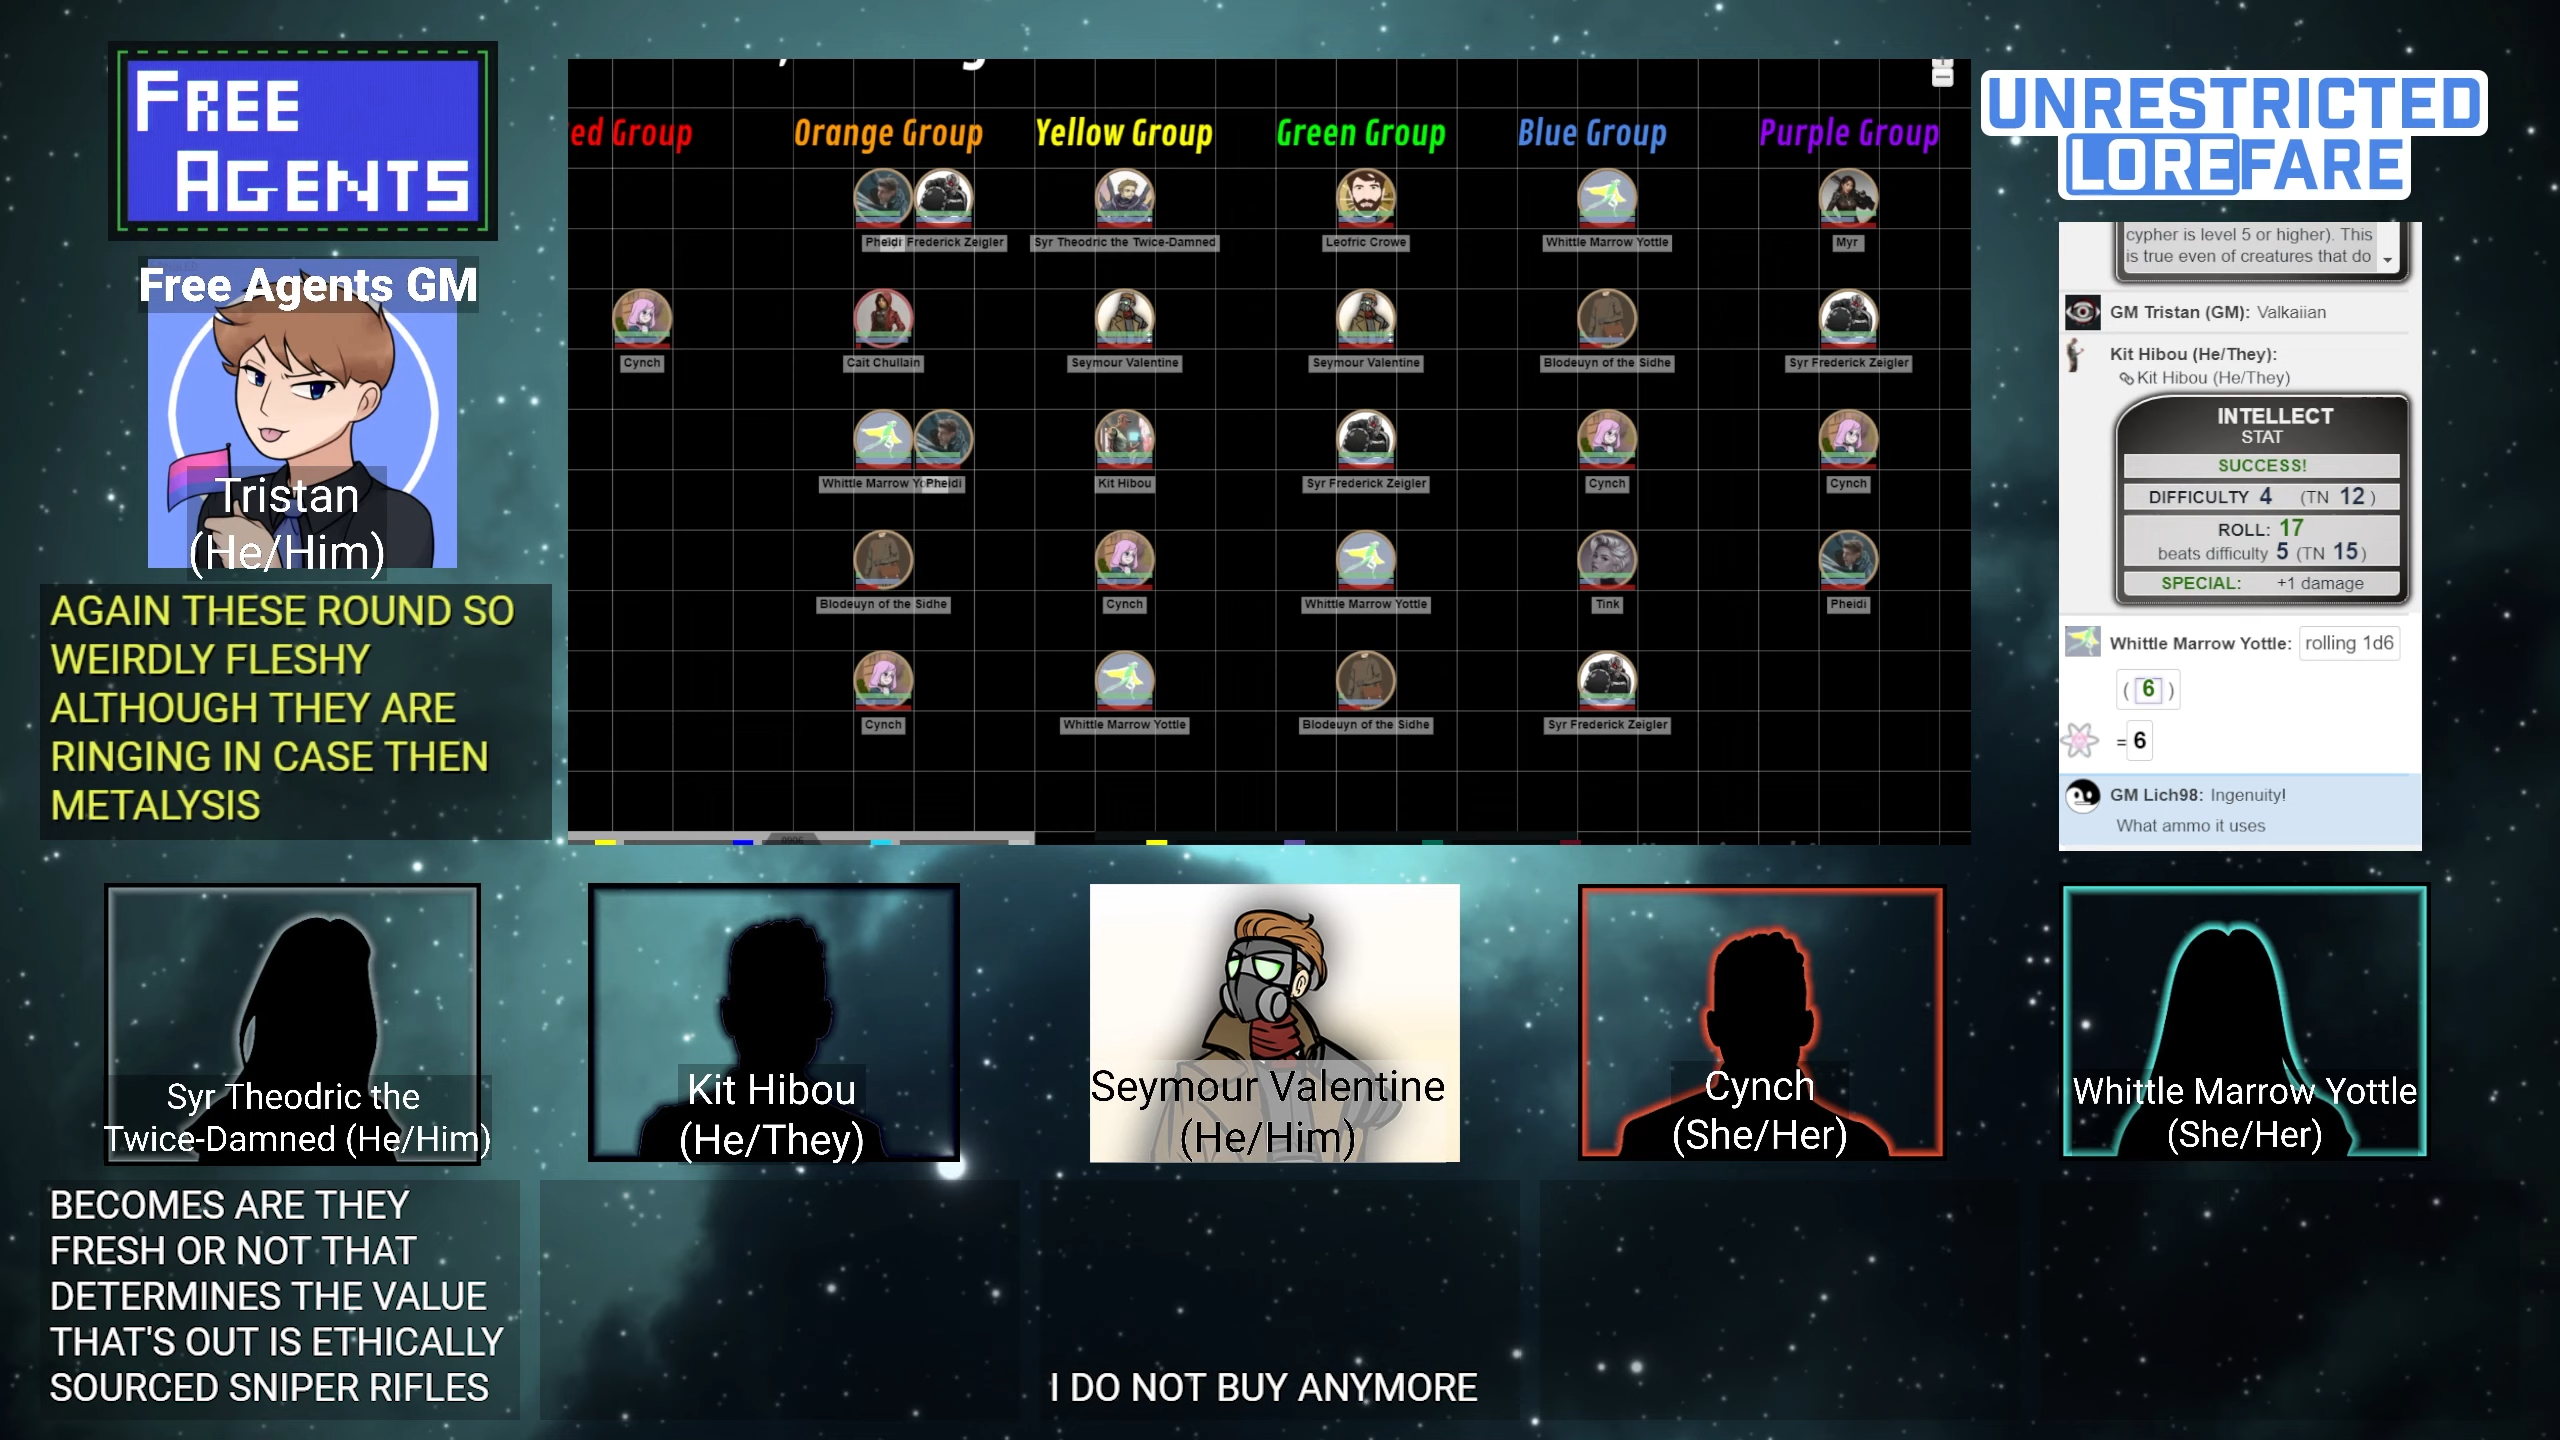 FREE
AGENTS
Free Agents GM
Tristan
(He/Him)
AGAIN THESE ROUND SO
WEIRDLY FLESHY
ALTHOUGH THEY ARE
RINGING IN CASE THEN
METALYSIS
ed Group
Orange Group
Yellow Group
Green Group
Blue Group
Purple Group
Pheidi Frederick Zeigler
Syr Theodric the Twice-Damned
Leofric Crowe
Whittle Marrow Yottle
Myr
Cynch
Cait Chullain
Seymour Valentine
Seymour Valentine
Blodeuyn of the Sidhe
Syr Frederick Zeigler
Whittle Marrow Yo Pheidi
Kit Hibou
Syr Frederick Zeigler
Cynch
Cynch
Blodeuyn of the Sidhe
Cynch
Whittle Marrow Yottle
Tink
Pheidi
Cynch
Whittle Marrow Yottle
Blodeuyn of the Sidhe
Syr Frederick Zeigler
UNRESTRICTED
LOREFARE
cypher is level 5 or higher). This
is true even of creatures that do
GM Tristan (GM): Valkaiian
Kit Hibou (He/They):
Kit Hibou (He/They)
INTELLECT
STAT
SUCCESS!
DIFFICULTY 4 (TN 12 )
ROLL: 17
beats difficulty 5 (TN 15)
SPECIAL: +1 damage
Whittle Marrow Yottle: rolling 1d6
( 6 )
= 6
GM Lich98: Ingenuity!
What ammo it uses
Syr Theodric the
Twice-Damned (He/Him)
Kit Hibou
(He/They)
Seymour Valentine
(He/Him)
Cynch
(She/Her)
Whittle Marrow Yottle
(She/Her)
BECOMES ARE THEY
FRESH OR NOT THAT
DETERMINES THE VALUE
THAT'S OUT IS ETHICALLY
SOURCED SNIPER RIFLES
I DO NOT BUY ANYMORE